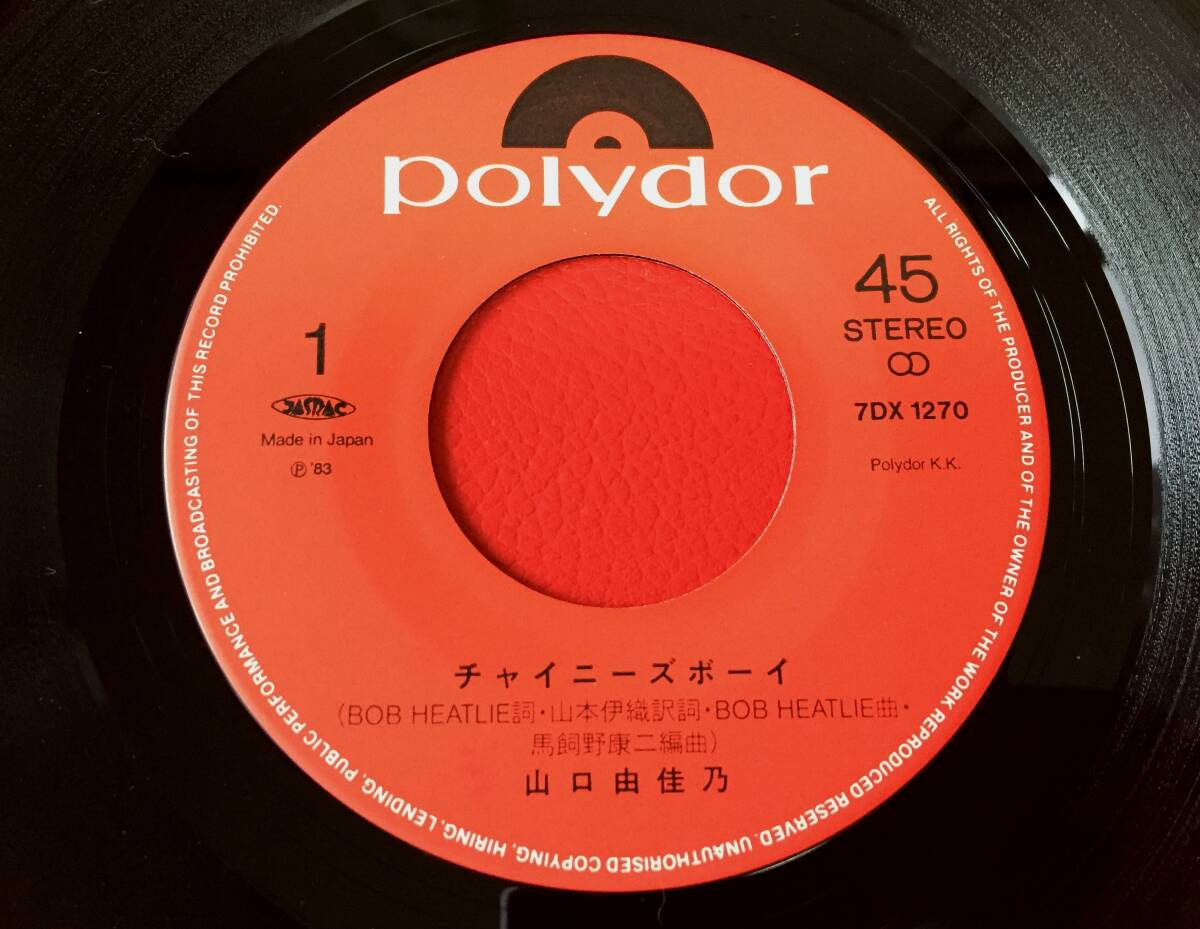 polydor
45
STEREO
7DX 1270
Polydor K.K.
1
JASRAC
Made in Japan
Ⓟ '83
チャイニーズボーイ
(BOB HEATLIE詞・山本伊織訳詞・BOB HEATLIE曲・
馬飼野康二編曲)
山口由佳乃
ALL RIGHTS OF THE PRODUCER AND OF THE OWNER OF THE WORK REPRODUCED RESERVED. UNAUTHORISED COPYING, HIRING, LENDING, PUBLIC PERFORMANCE AND BROADCASTING OF THIS RECORD PROHIBITED.